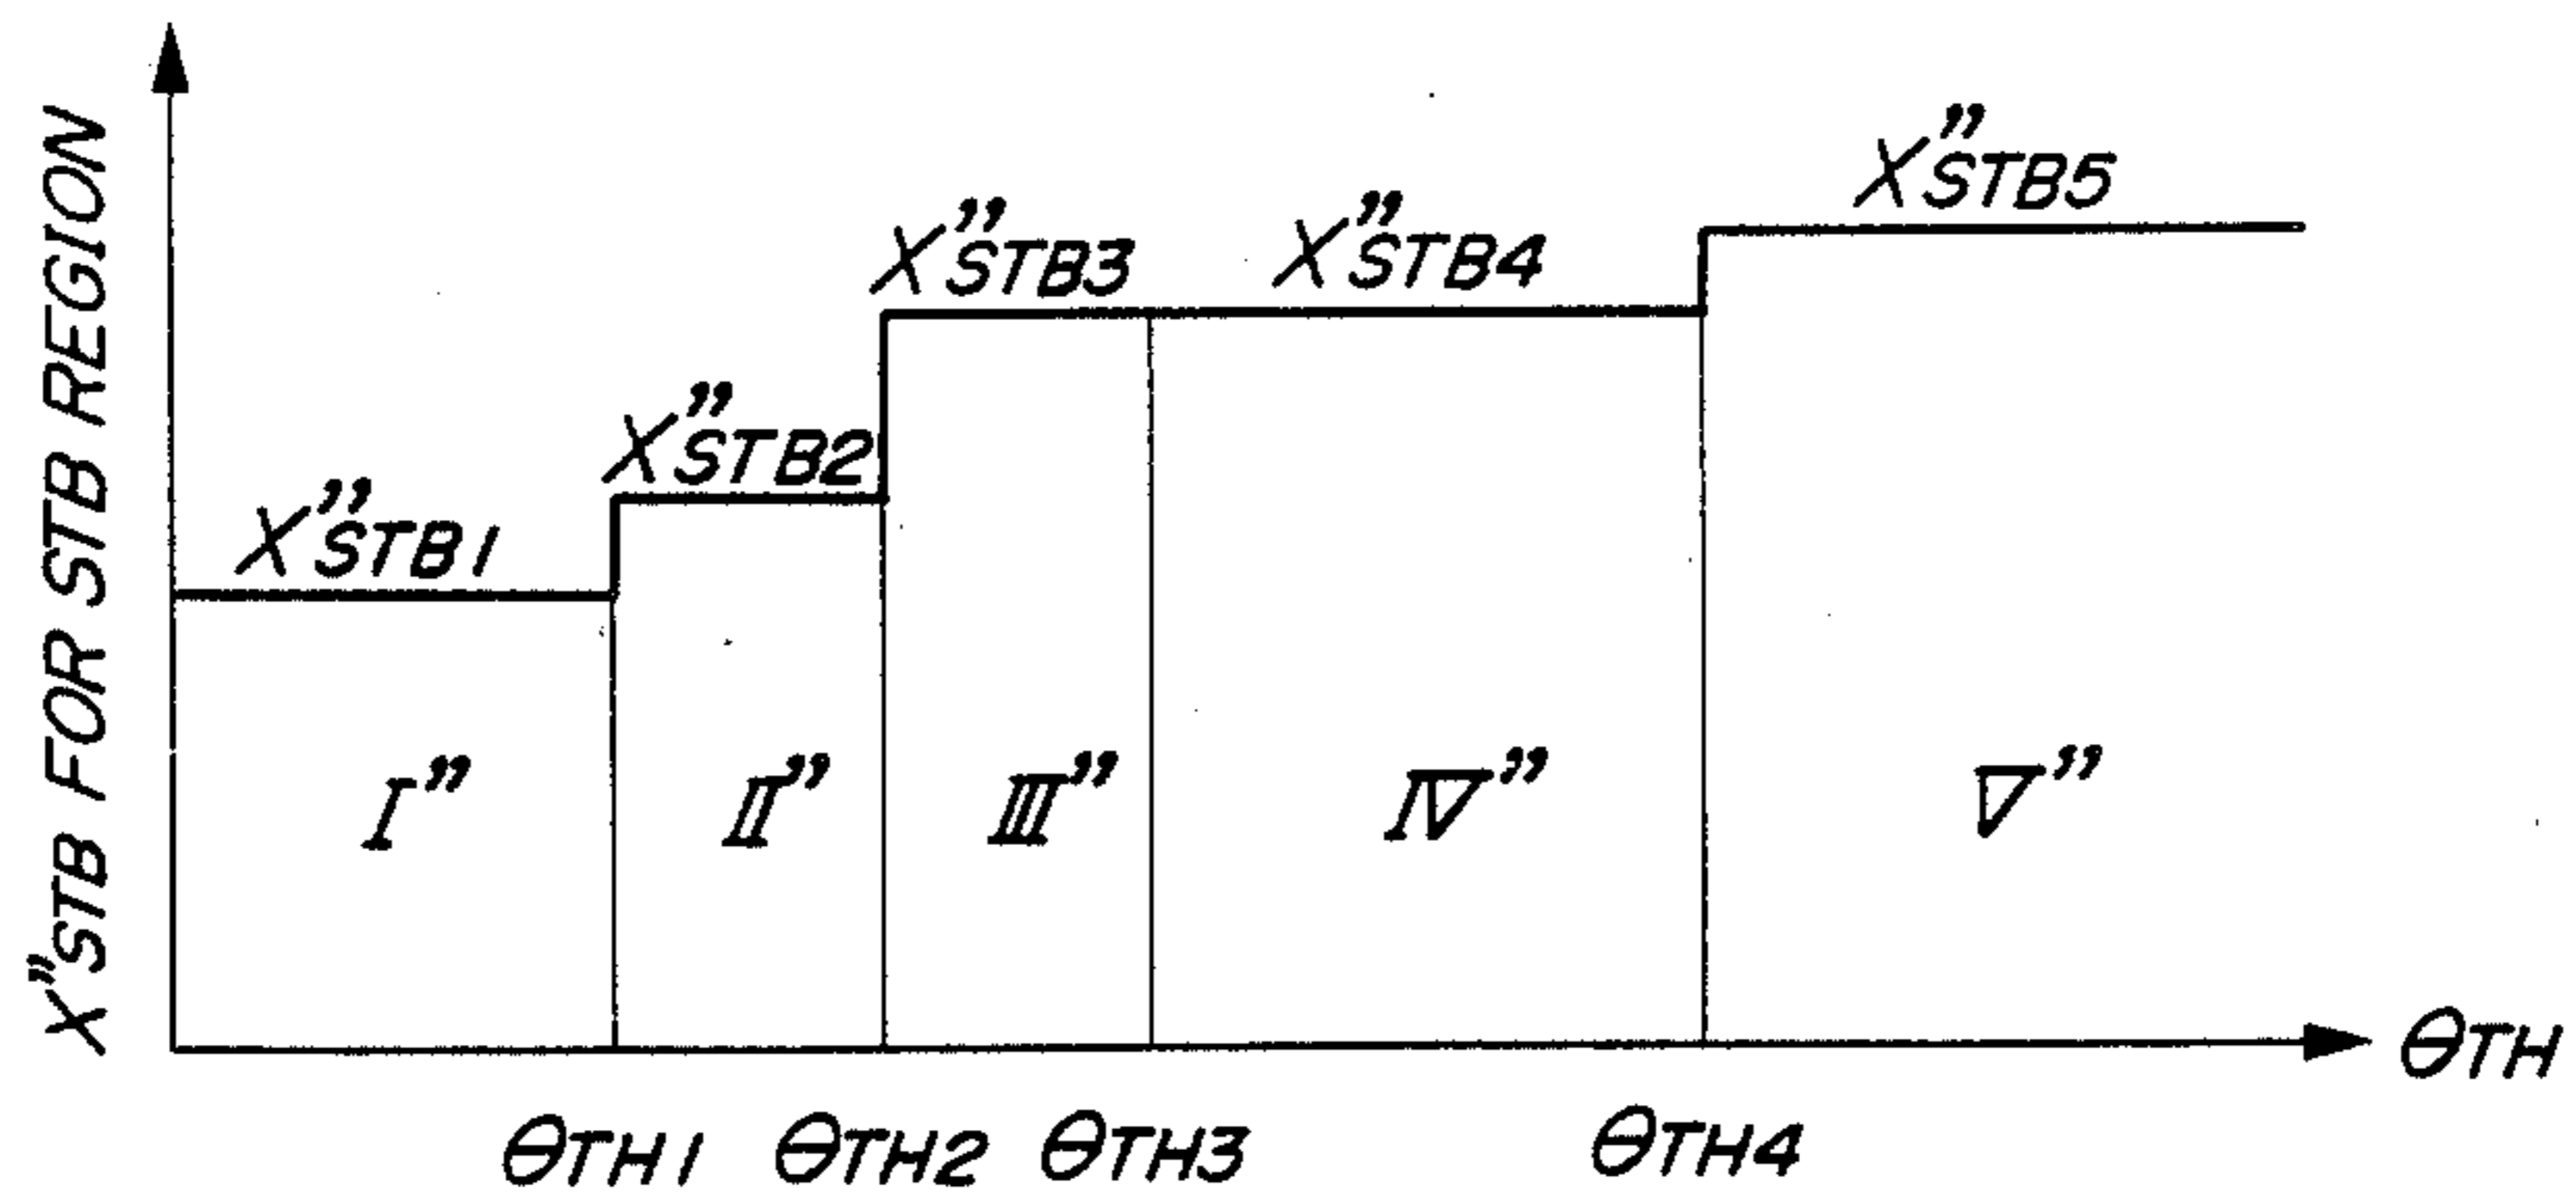 X"STB FOR STB REGION
X"STB1
X"STB2
X"STB3
X"STB4
X"STB5
I"
II"
III"
IV"
V"
θTH1
θTH2
θTH3
θTH4
θTH